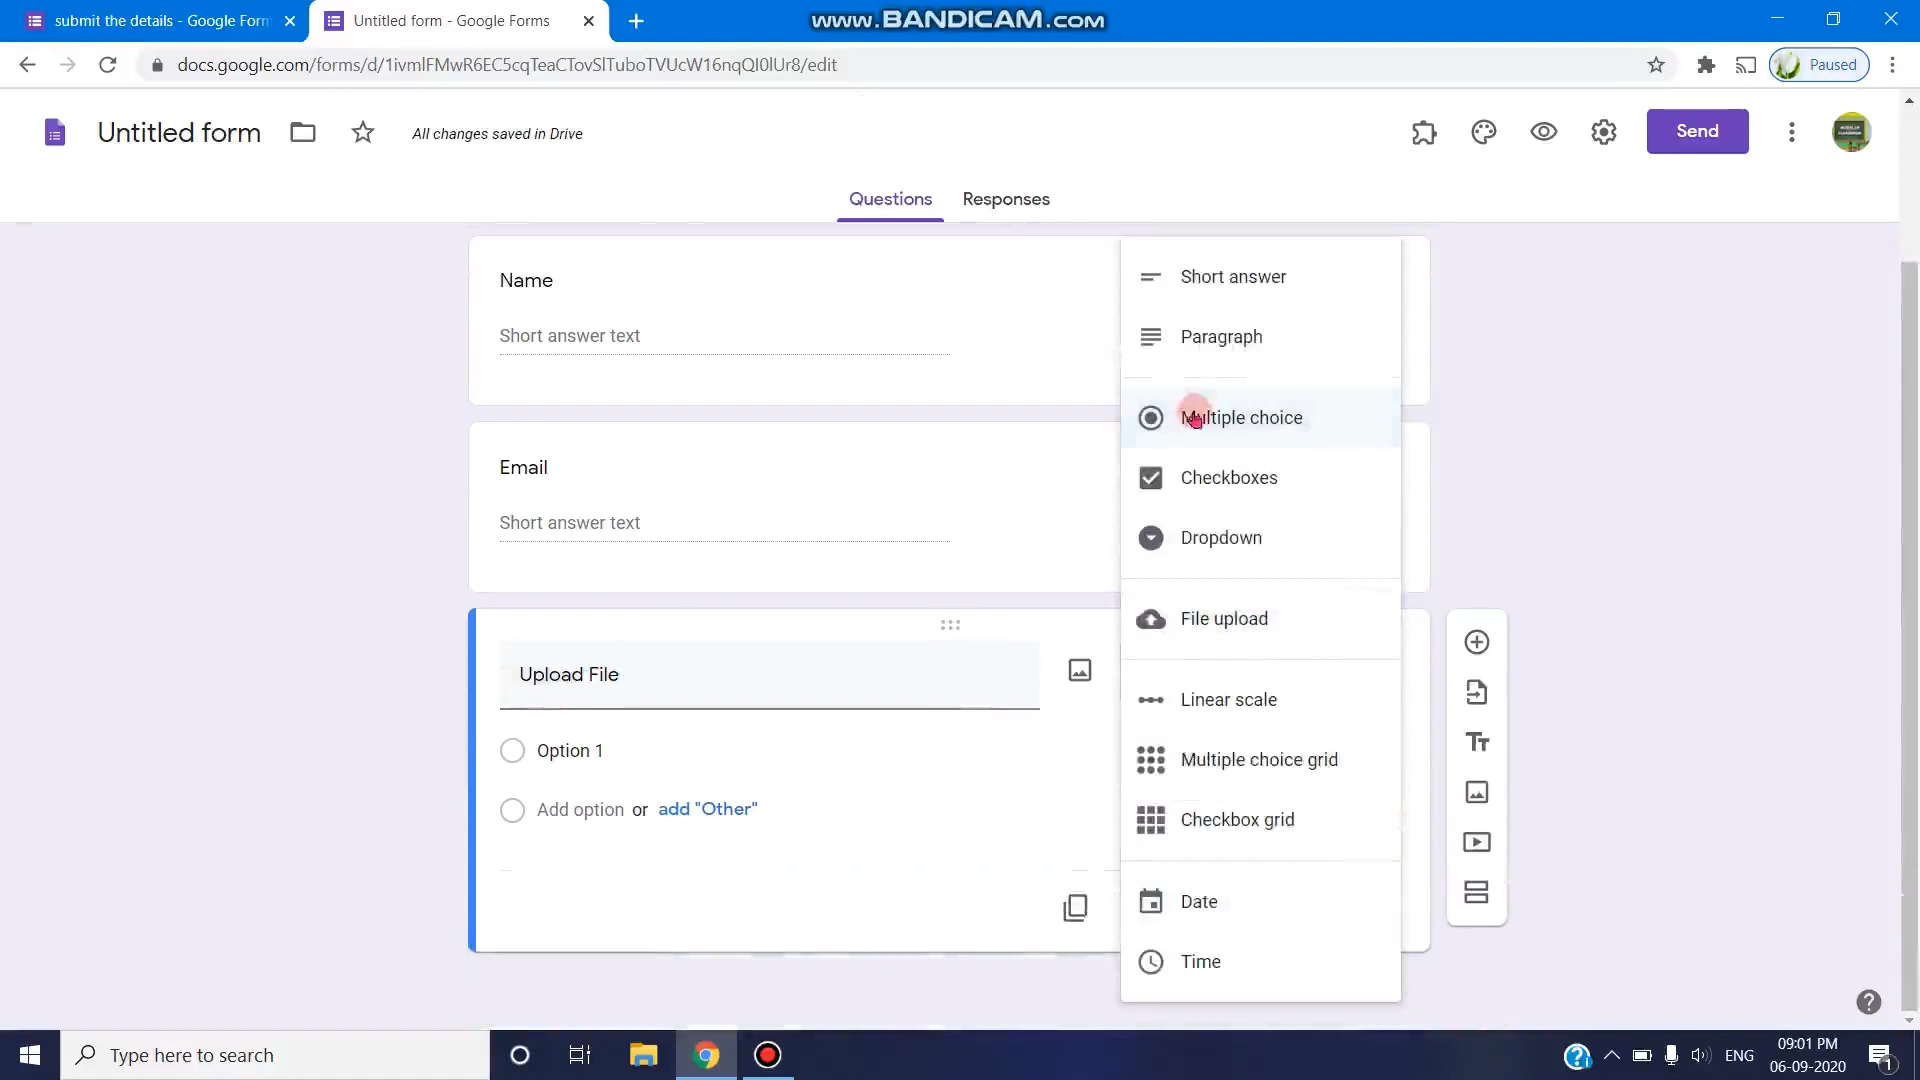 submit the details - Google Form
Untitled form - Google Forms
www.BANDICAM.com
docs.google.com/forms/d/1ivmlFMwR6EC5cqTeaCTovSlTuboTVUcW16nqQI0lUr8/edit
Paused
Untitled form
All changes saved in Drive
Send
Questions
Responses
Name
Short answer text
Email
Short answer text
Upload File
Option 1
Add option or add "Other"
Short answer
Paragraph
Multiple choice
Checkboxes
Dropdown
File upload
Linear scale
Multiple choice grid
Checkbox grid
Date
Time
Type here to search
ENG
09:01 PM
06-09-2020
1